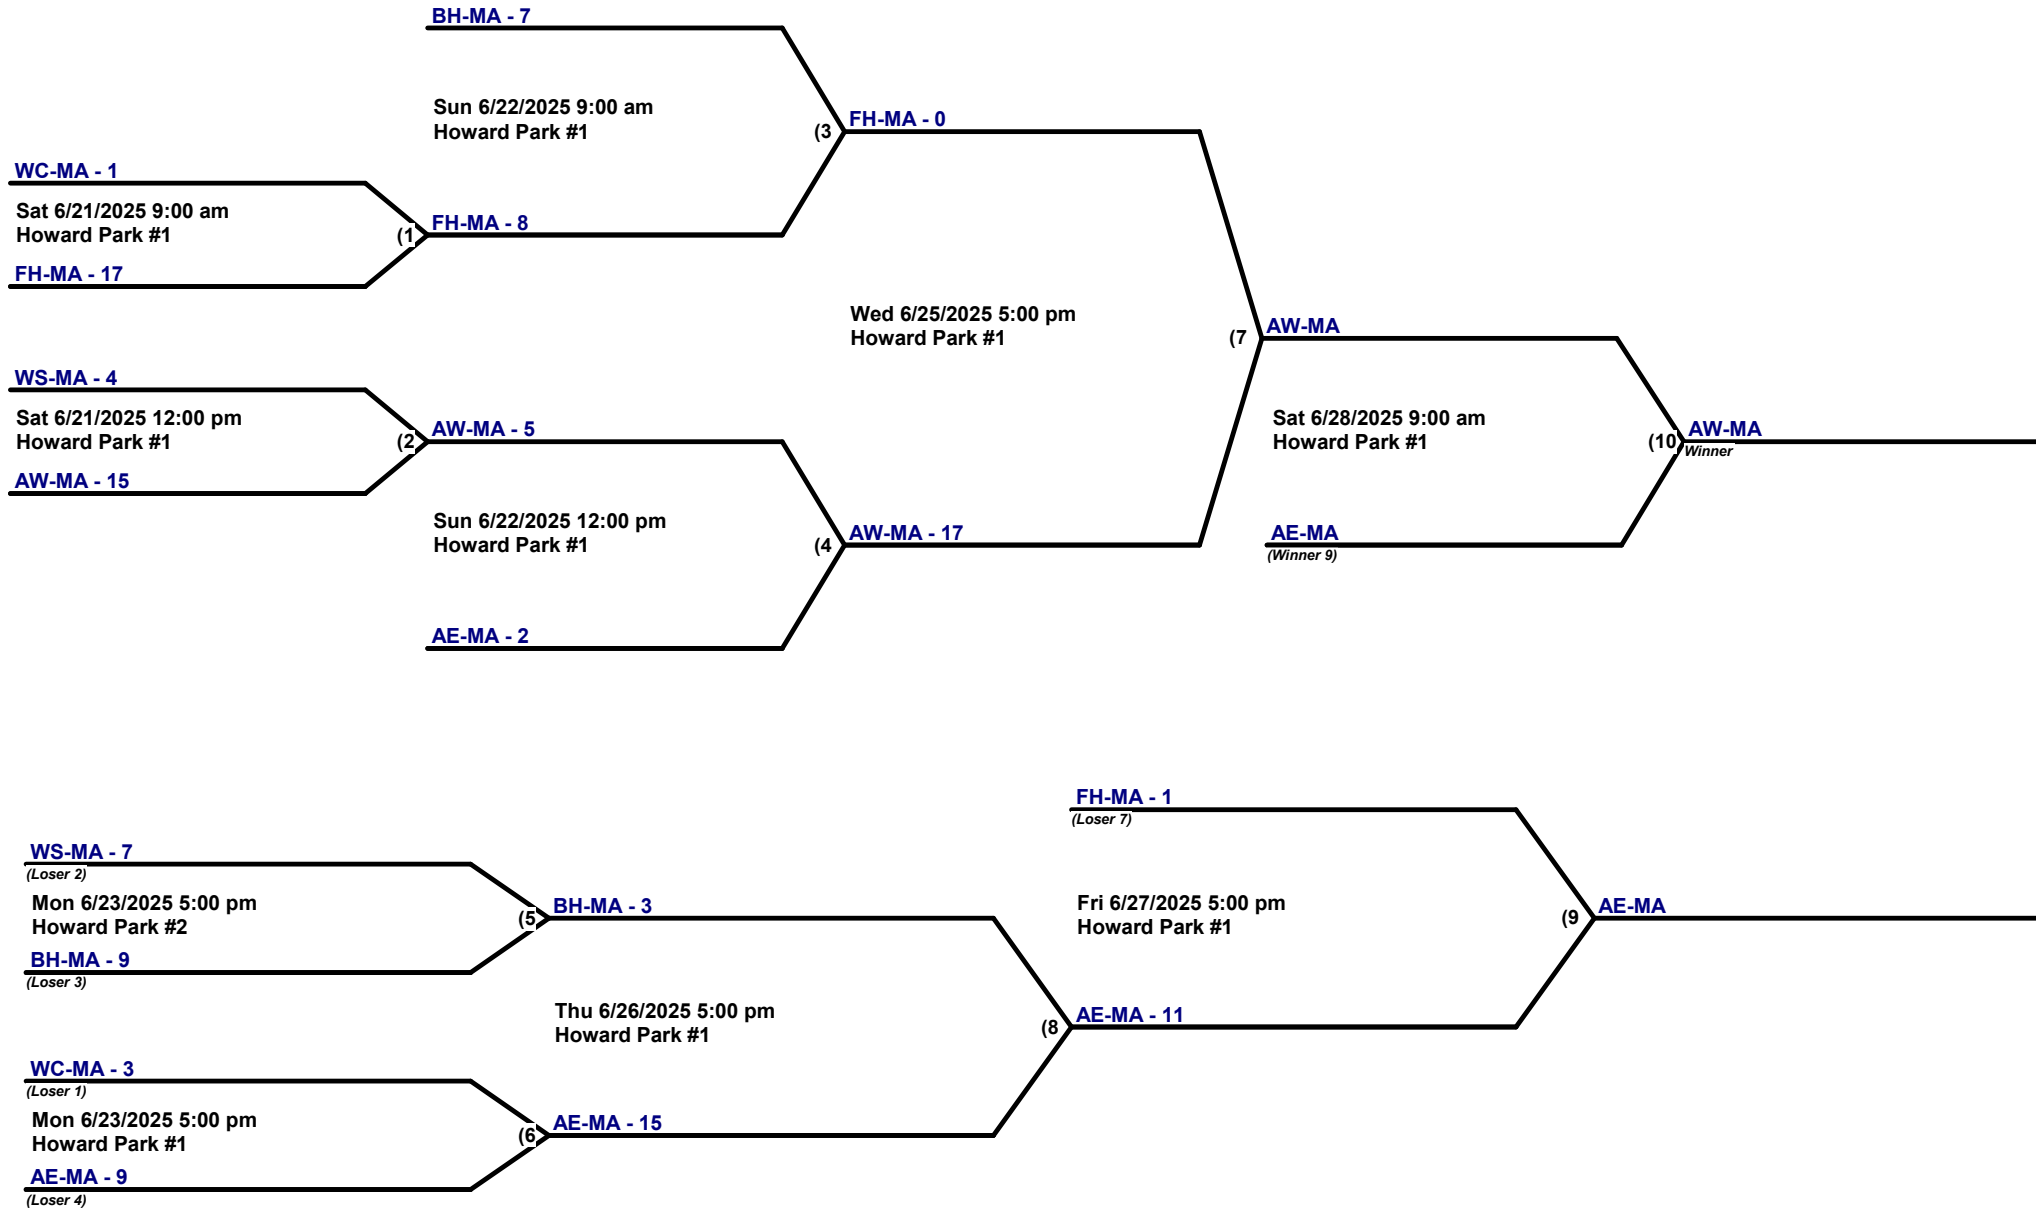 BH-MA - 7
Sun 6/22/2025 9:00 am
Howard Park #1
(3
FH-MA - 0
WC-MA - 1
Sat 6/21/2025 9:00 am
Howard Park #1
(1
FH-MA - 8
FH-MA - 17
Wed 6/25/2025 5:00 pm
Howard Park #1
(7
AW-MA
WS-MA - 4
Sat 6/21/2025 12:00 pm
Howard Park #1
(2
AW-MA - 5
AW-MA - 15
Sat 6/28/2025 9:00 am
Howard Park #1
(10
AW-MA
Winner
Sun 6/22/2025 12:00 pm
Howard Park #1
(4
AW-MA - 17
AE-MA
(Winner 9)
AE-MA - 2
FH-MA - 1
(Loser 7)
WS-MA - 7
(Loser 2)
Mon 6/23/2025 5:00 pm
Howard Park #2
(5
BH-MA - 3
BH-MA - 9
(Loser 3)
Fri 6/27/2025 5:00 pm
Howard Park #1
(9
AE-MA
Thu 6/26/2025 5:00 pm
Howard Park #1
(8
AE-MA - 11
WC-MA - 3
(Loser 1)
Mon 6/23/2025 5:00 pm
Howard Park #1
(6
AE-MA - 15
AE-MA - 9
(Loser 4)